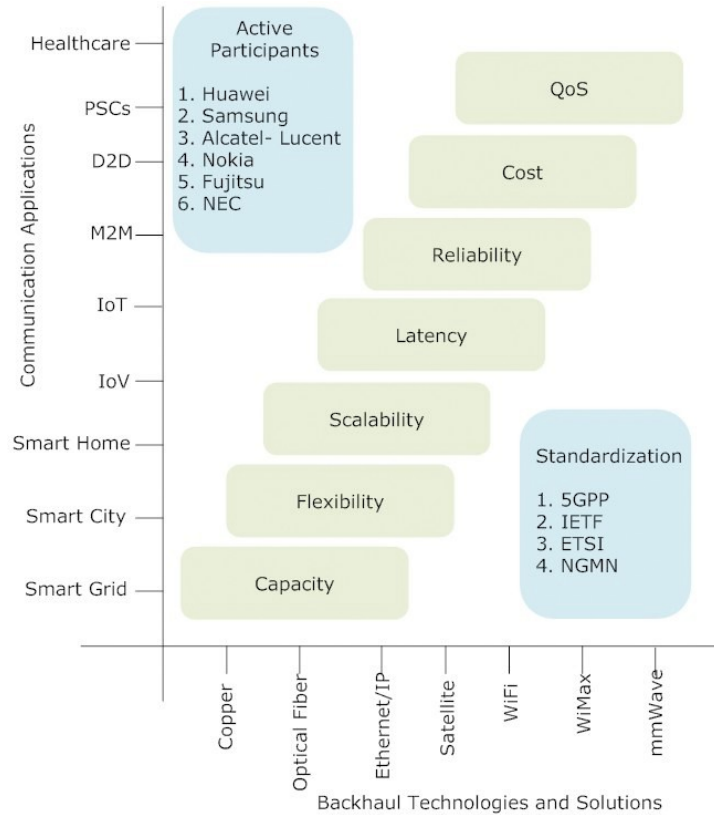 Communication Applications
Healthcare
PSCs
D2D
M2M
IoT
IoV
Smart Home
Smart City
Smart Grid
Active
Participants
1. Huawei
2. Samsung
3. Alcatel- Lucent
4. Nokia
5. Fujitsu
6. NEC
QoS
Cost
Reliability
Latency
Scalability
Flexibility
Capacity
Standardization
1. 5GPP
2. IETF
3. ETSI
4. NGMN
Copper
Optical Fiber
Ethernet/IP
Satellite
WiFi
WiMax
mmWave
Backhaul Technologies and Solutions